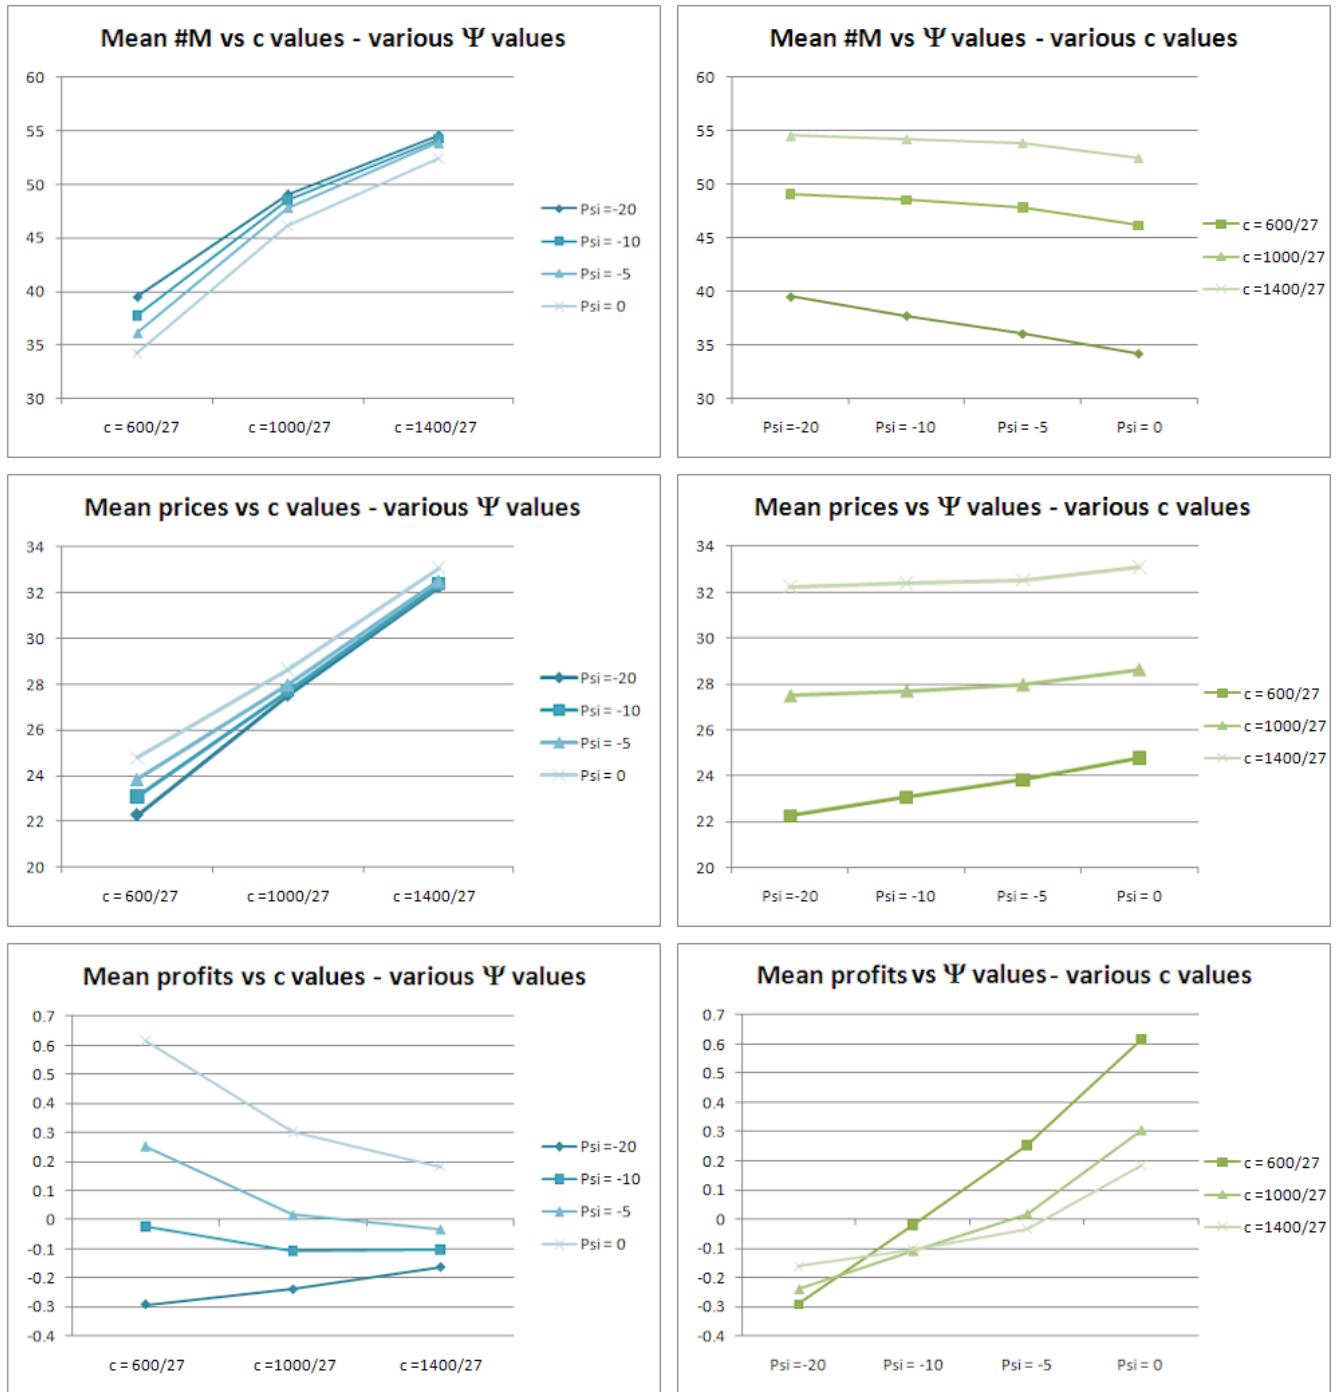 Mean #M vs c values - various Ψ values
60
55
50
45
40
35
30
c = 600/27
c =1000/27
c =1400/27
Psi =-20
Psi = -10
Psi = -5
Psi = 0
Mean #M vs Ψ values - various c values
60
55
50
45
40
35
30
Psi =-20
Psi = -10
Psi = -5
Psi = 0
c = 600/27
c =1000/27
c =1400/27
Mean prices vs c values - various Ψ values
34
32
30
28
26
24
22
20
c = 600/27
c =1000/27
c =1400/27
Psi =-20
Psi = -10
Psi = -5
Psi = 0
Mean prices vs Ψ values - various c values
34
32
30
28
26
24
22
20
Psi =-20
Psi = -10
Psi = -5
Psi = 0
c = 600/27
c =1000/27
c =1400/27
Mean profits vs c values - various Ψ values
0.7
0.6
0.5
0.4
0.3
0.2
0.1
0
-0.1
-0.2
-0.3
-0.4
c = 600/27
c =1000/27
c =1400/27
Psi =-20
Psi = -10
Psi = -5
Psi = 0
Mean profits vs Ψ values - various c values
0.7
0.6
0.5
0.4
0.3
0.2
0.1
0
-0.1
-0.2
-0.3
-0.4
Psi =-20
Psi = -10
Psi = -5
Psi = 0
c = 600/27
c =1000/27
c =1400/27